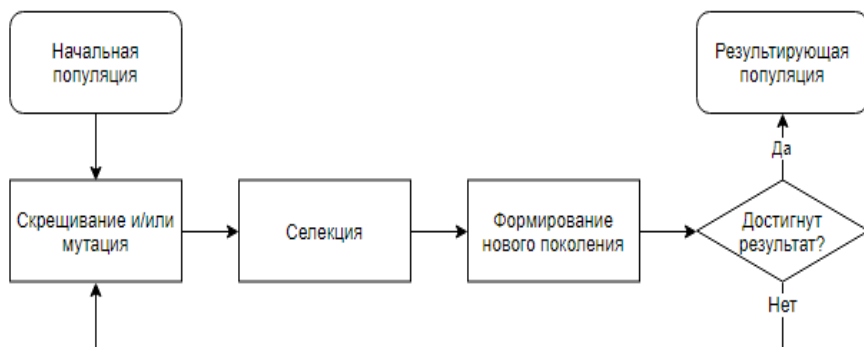 Начальная
популяция
Результирующая
популяция
Да
Скрещивание и/или
мутация
Селекция
Формирование
нового поколения
Достигнут
результат?
Нет